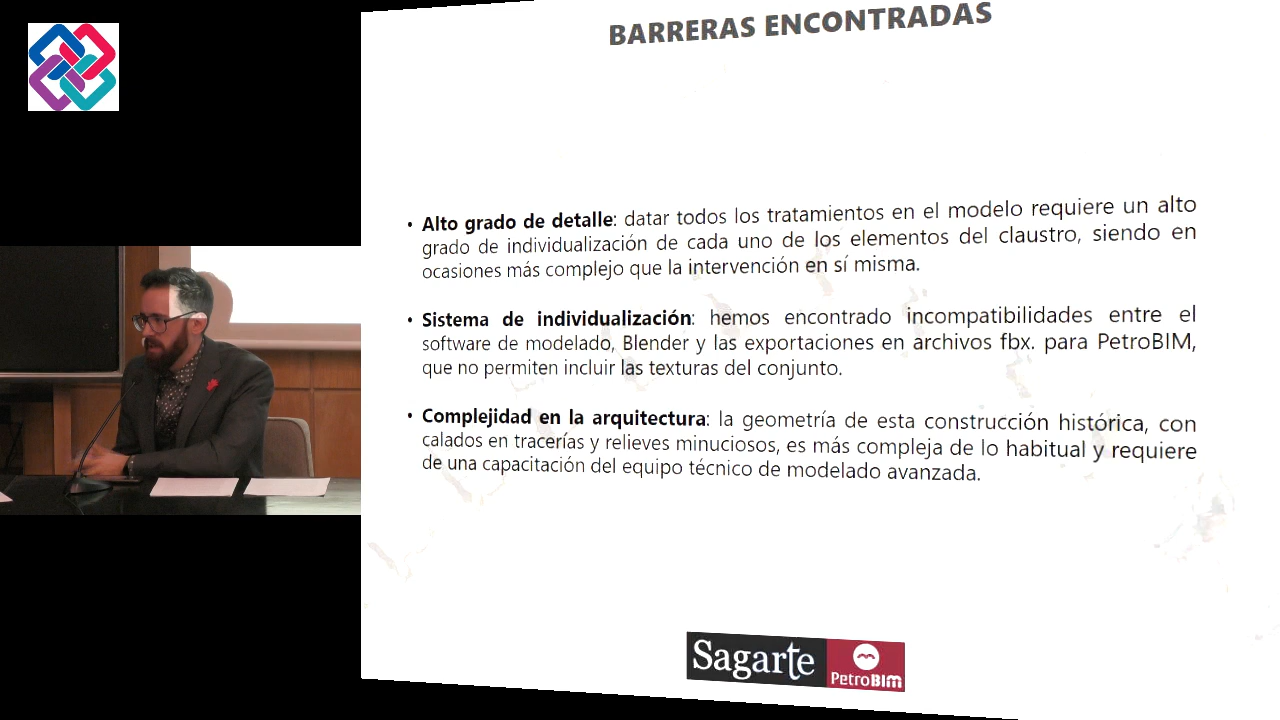 BARRERAS ENCONTRADAS
• Alto grado de detalle: datar todos los tratamientos en el modelo requiere un alto
grado de individualización de cada uno de los elementos del claustro, siendo en
ocasiones más complejo que la intervención en sí misma.
• Sistema de individualización: hemos encontrado incompatibilidades entre el
software de modelado, Blender y las exportaciones en archivos fbx. para PetroBIM,
que no permiten incluir las texturas del conjunto.
• Complejidad en la arquitectura: la geometría de esta construcción histórica, con
calados en tracerías y relieves minuciosos, es más compleja de lo habitual y requiere
de una capacitación del equipo técnico de modelado avanzada.
Sagarte
PetroBIM